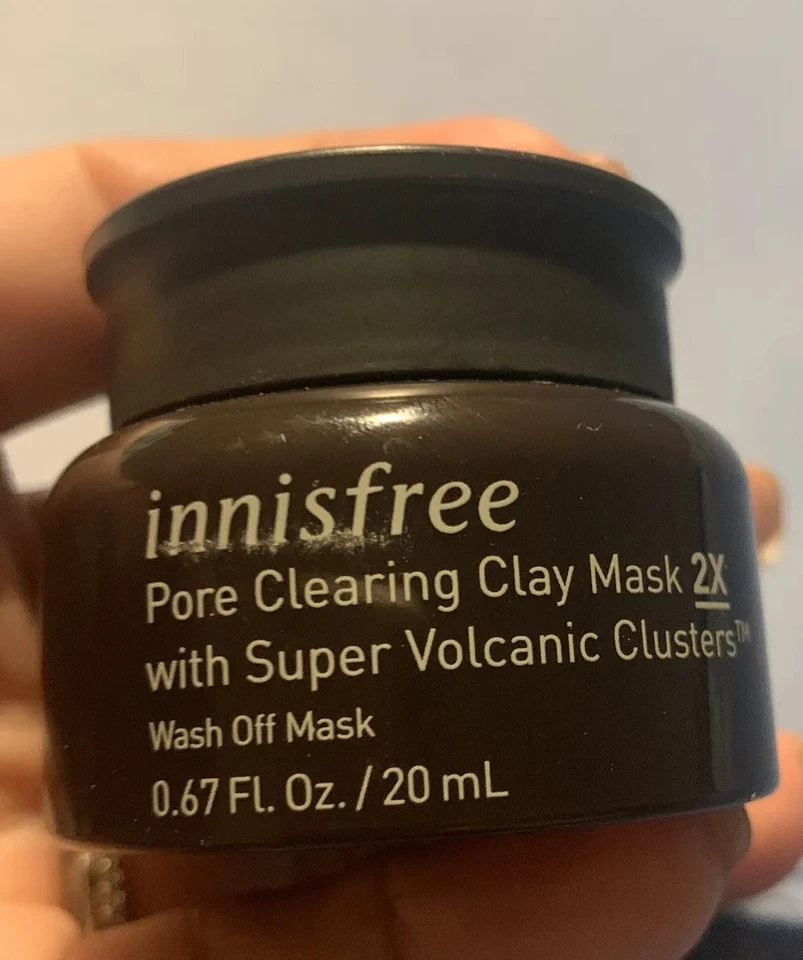 innisfree
Pore Clearing Clay Mask 2X
with Super Volcanic Clusters™
Wash Off Mask
0.67 Fl. Oz. / 20 mL